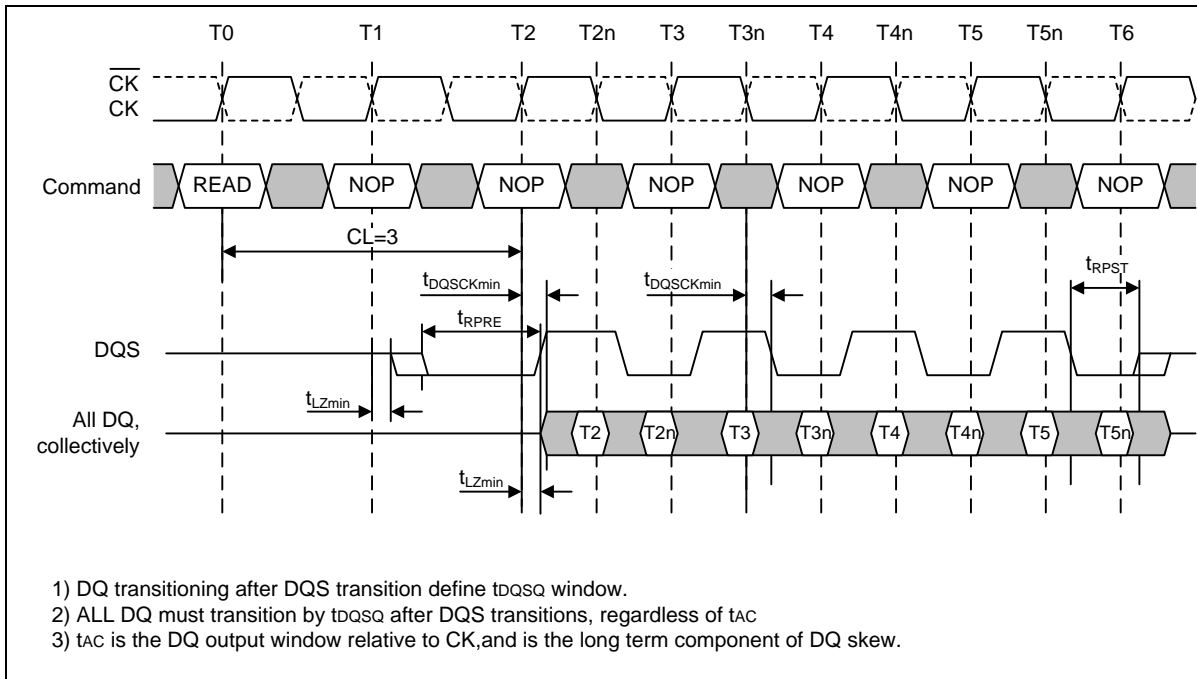 T0 T1 T2 T2n T3 T3n T4 T4n T5 T5n T6
CK
CK
Command READ NOP NOP NOP NOP NOP NOP
CL=3
tDQSCKmin tDQSCKmin tRPST
tRPRE
DQS
tLZmin
All DQ,
collectively T2 T2n T3 T3n T4 T4n T5 T5n
tLZmin
1) DQ transitioning after DQS transition define tDQSQ window.
2) ALL DQ must transition by tDQSQ after DQS transitions, regardless of tAC
3) tAC is the DQ output window relative to CK,and is the long term component of DQ skew.